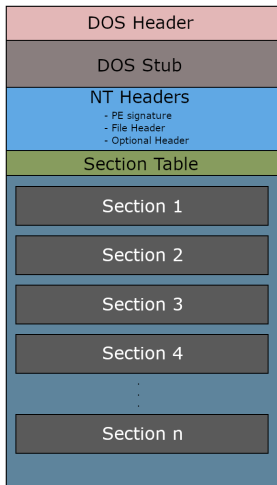 DOS Header
DOS Stub
NT Headers
- PE signature
- File Header
- Optional Header
Section Table
Section 1
Section 2
Section 3
Section 4
.
.
.
Section n